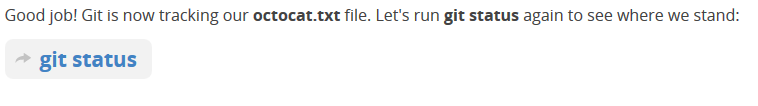 Good job! Git is now tracking our octocat.txt file. Let's run git status again to see where we stand:
git status